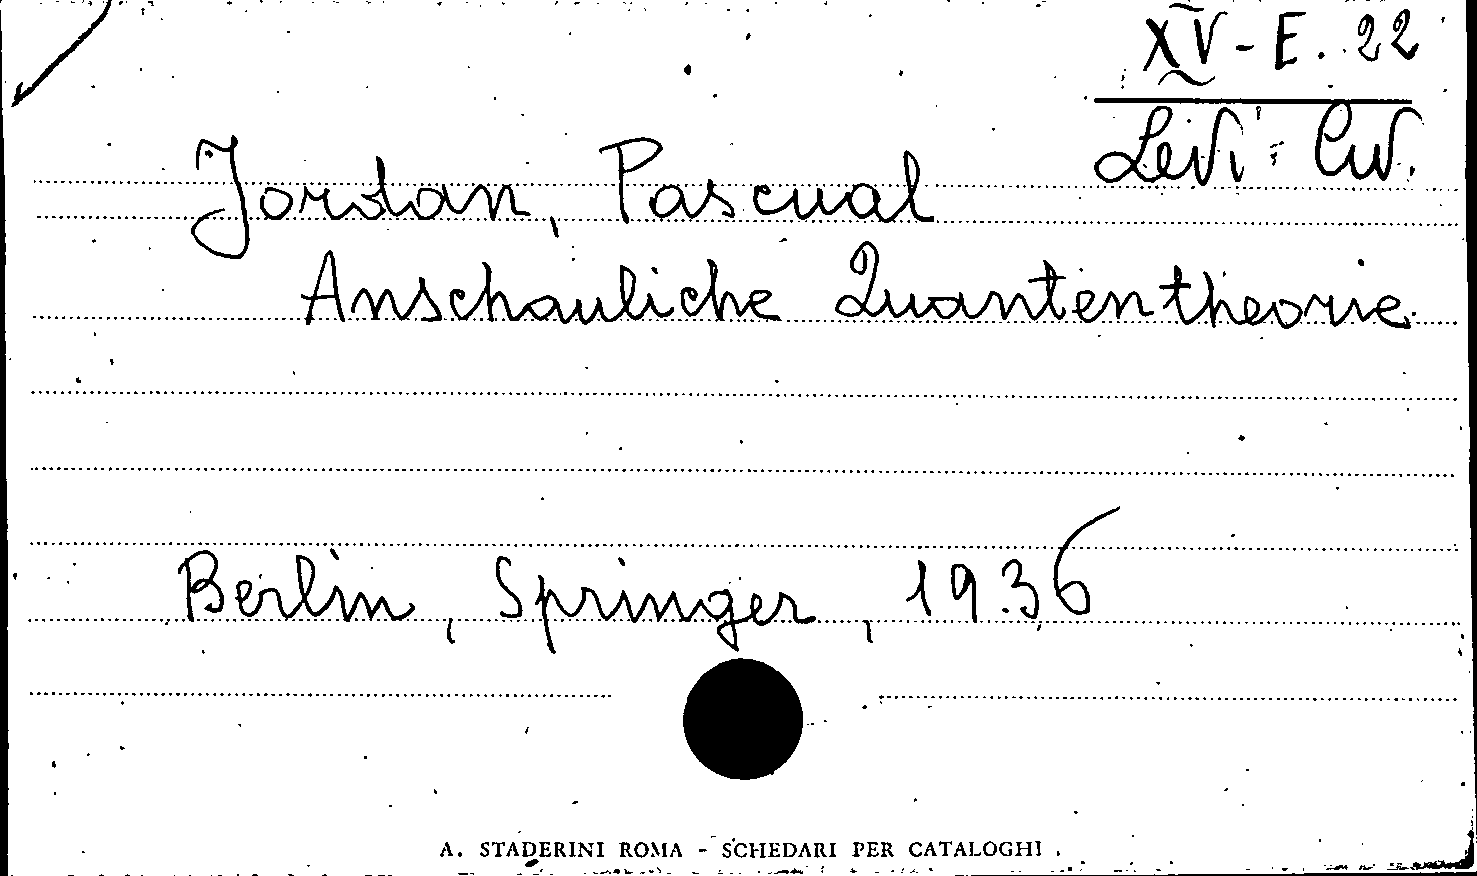 XV - E. 22
Levi-Civ.
Jordan, Pascual
Anschauliche Quantentheorie
Berlin, Springer, 1936
A. STADERINI ROMA - SCHEDARI PER CATALOGHI